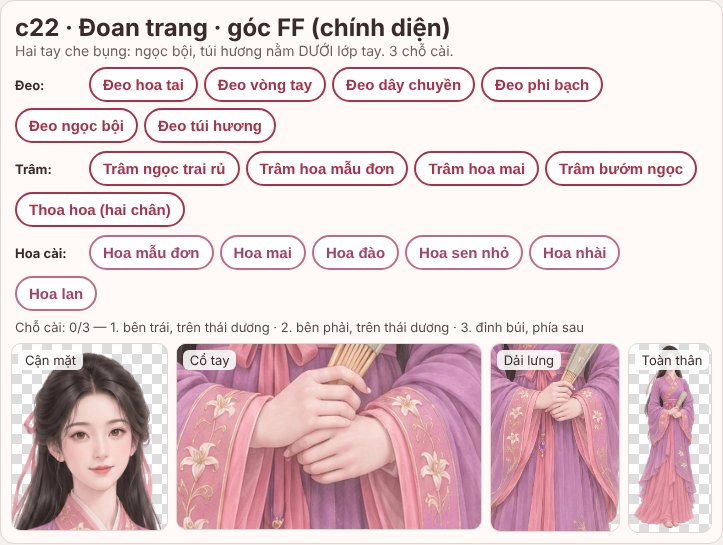 c22 · Đoan trang · góc FF (chính diện)
Hai tay che bụng: ngọc bội, túi hương nằm DƯỚI lớp tay. 3 chỗ cài.
Đeo: Đeo hoa tai Đeo vòng tay Đeo dây chuyền Đeo phi bạch
Đeo ngọc bội Đeo túi hương
Trâm: Trâm ngọc trai rủ Trâm hoa mẫu đơn Trâm hoa mai Trâm bướm ngọc
Thoa hoa (hai chân)
Hoa cài: Hoa mẫu đơn Hoa mai Hoa đào Hoa sen nhỏ Hoa nhài
Hoa lan
Chỗ cài: 0/3 — 1. bên trái, trên thái dương · 2. bên phải, trên thái dương · 3. đỉnh búi, phía sau
Cận mặt Cổ tay Dải lưng Toàn thân